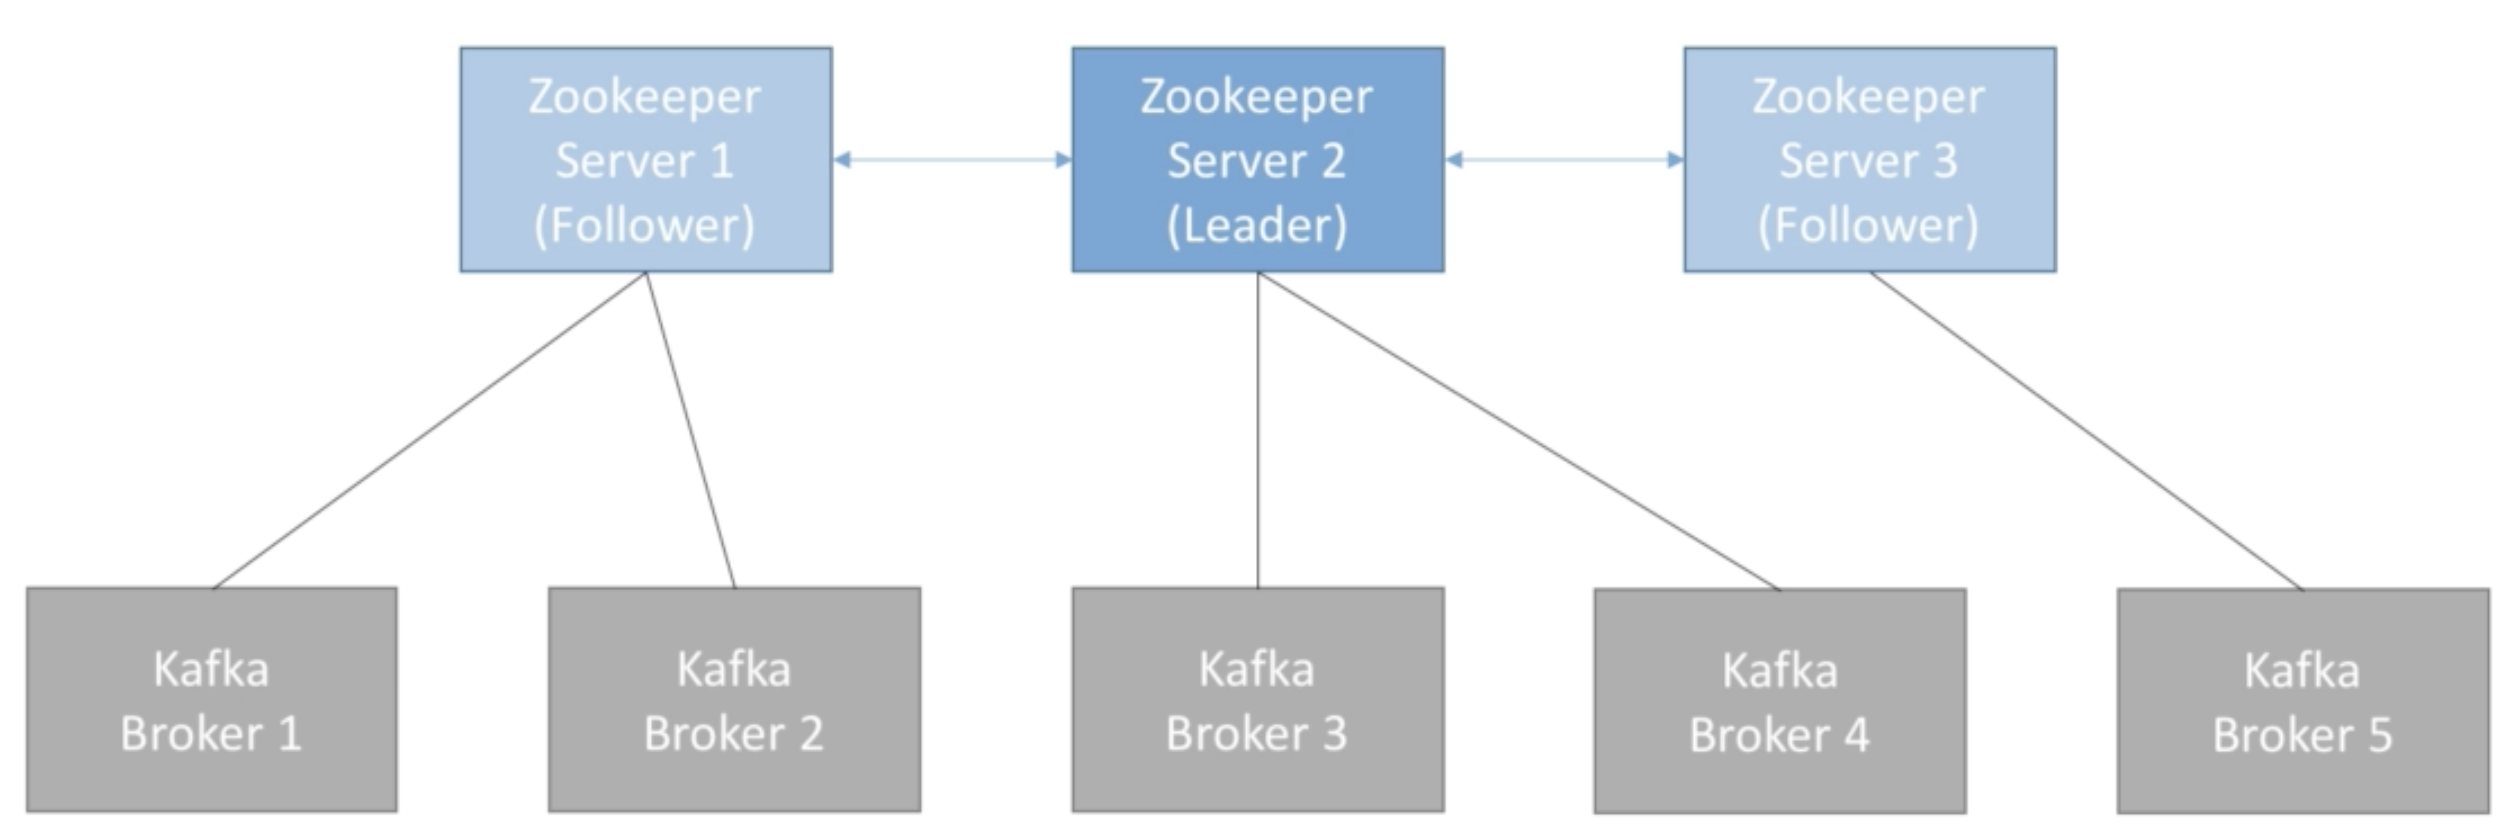 Zookeeper
Server 1
(Follower)
Zookeeper
Server 2
(Leader)
Zookeeper
Server 3
(Follower)
Kafka
Broker 1
Kafka
Broker 2
Kafka
Broker 3
Kafka
Broker 4
Kafka
Broker 5